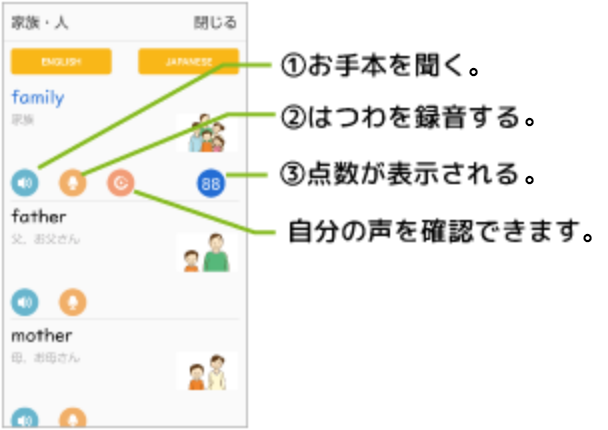 家族・人 閉じる
ENGLISH JAPANESE
family
家族
88
father
父、お父さん
mother
母、お母さん
①お手本を聞く。
②はつわを録音する。
③点数が表示される。
自分の声を確認できます。